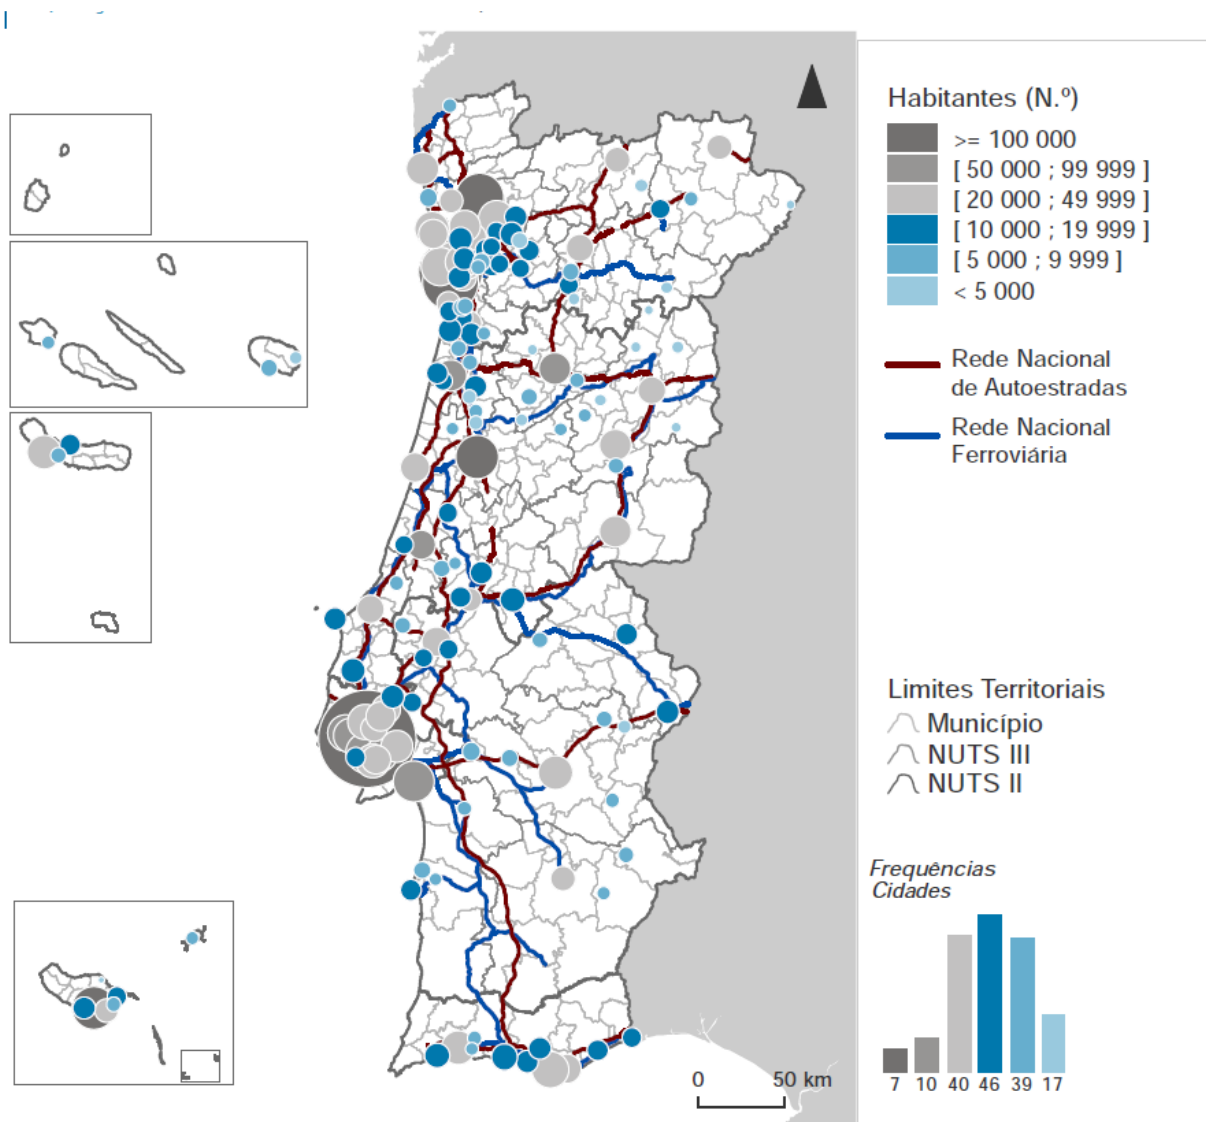 Habitantes (N.º)
>= 100 000
[ 50 000 ; 99 999 ]
[ 20 000 ; 49 999 ]
[ 10 000 ; 19 999 ]
[ 5 000 ; 9 999 ]
< 5 000
Rede Nacional
de Autoestradas
Rede Nacional
Ferroviária
Limites Territoriais
Município
NUTS III
NUTS II
Frequências
Cidades
7 10 40 46 39 17
0 50 km